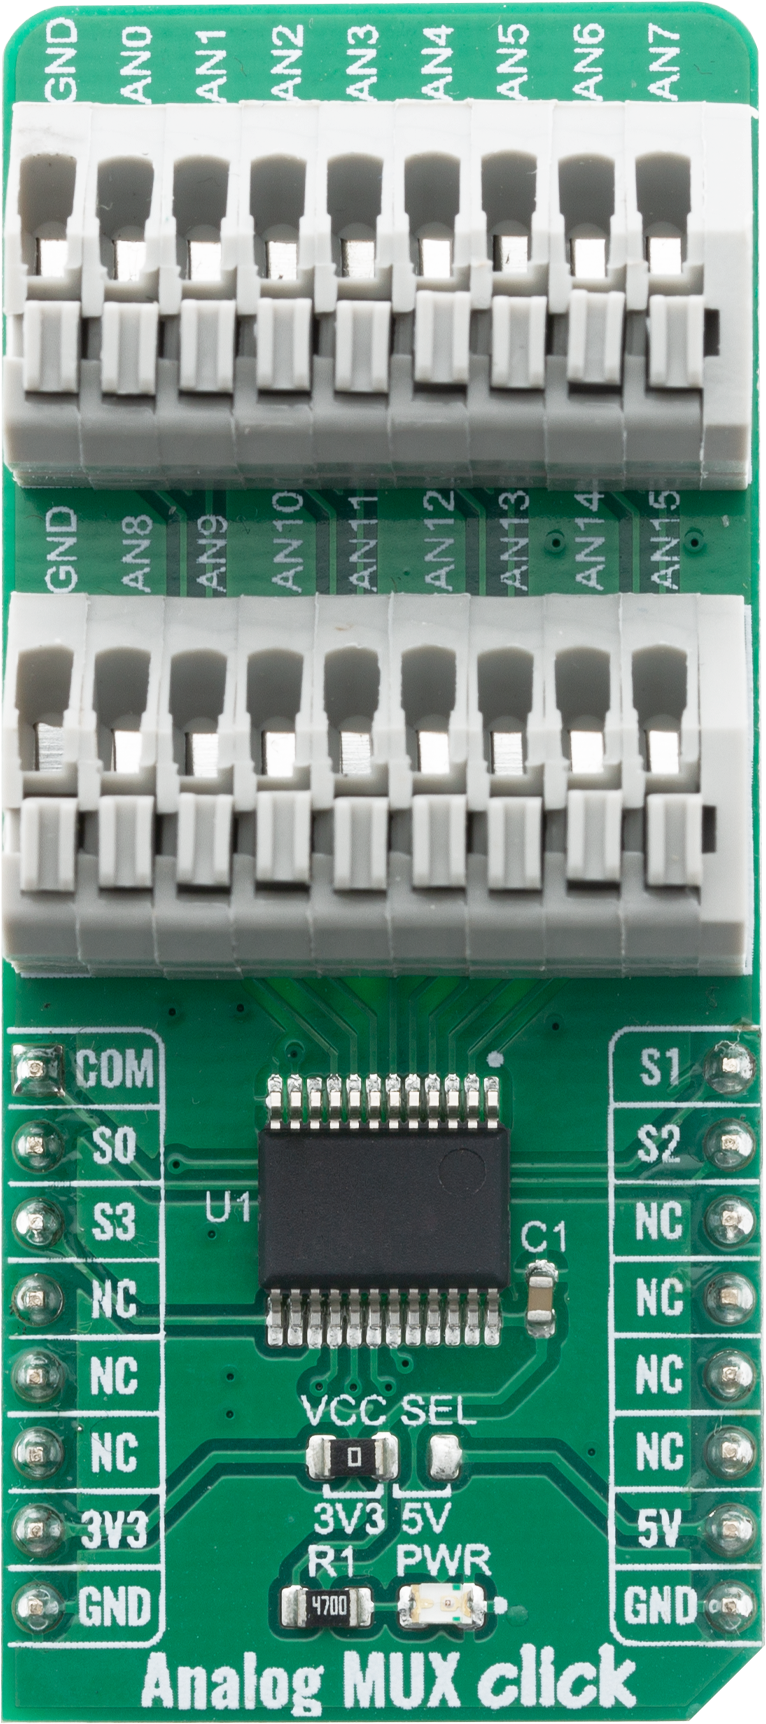 GND AN0 AN1 AN2 AN3 AN4 AN5 AN6 AN7
GND AN8 AN9 AN10 AN11 AN12 AN13 AN14 AN15
COM S1
S0 S2
U1
S3 NC
C1
NC NC
NC NC
VCC SEL
NC 0 NC
3V3 5V
3V3 5V
R1 PWR
GND 4700 GND
Analog MUX click